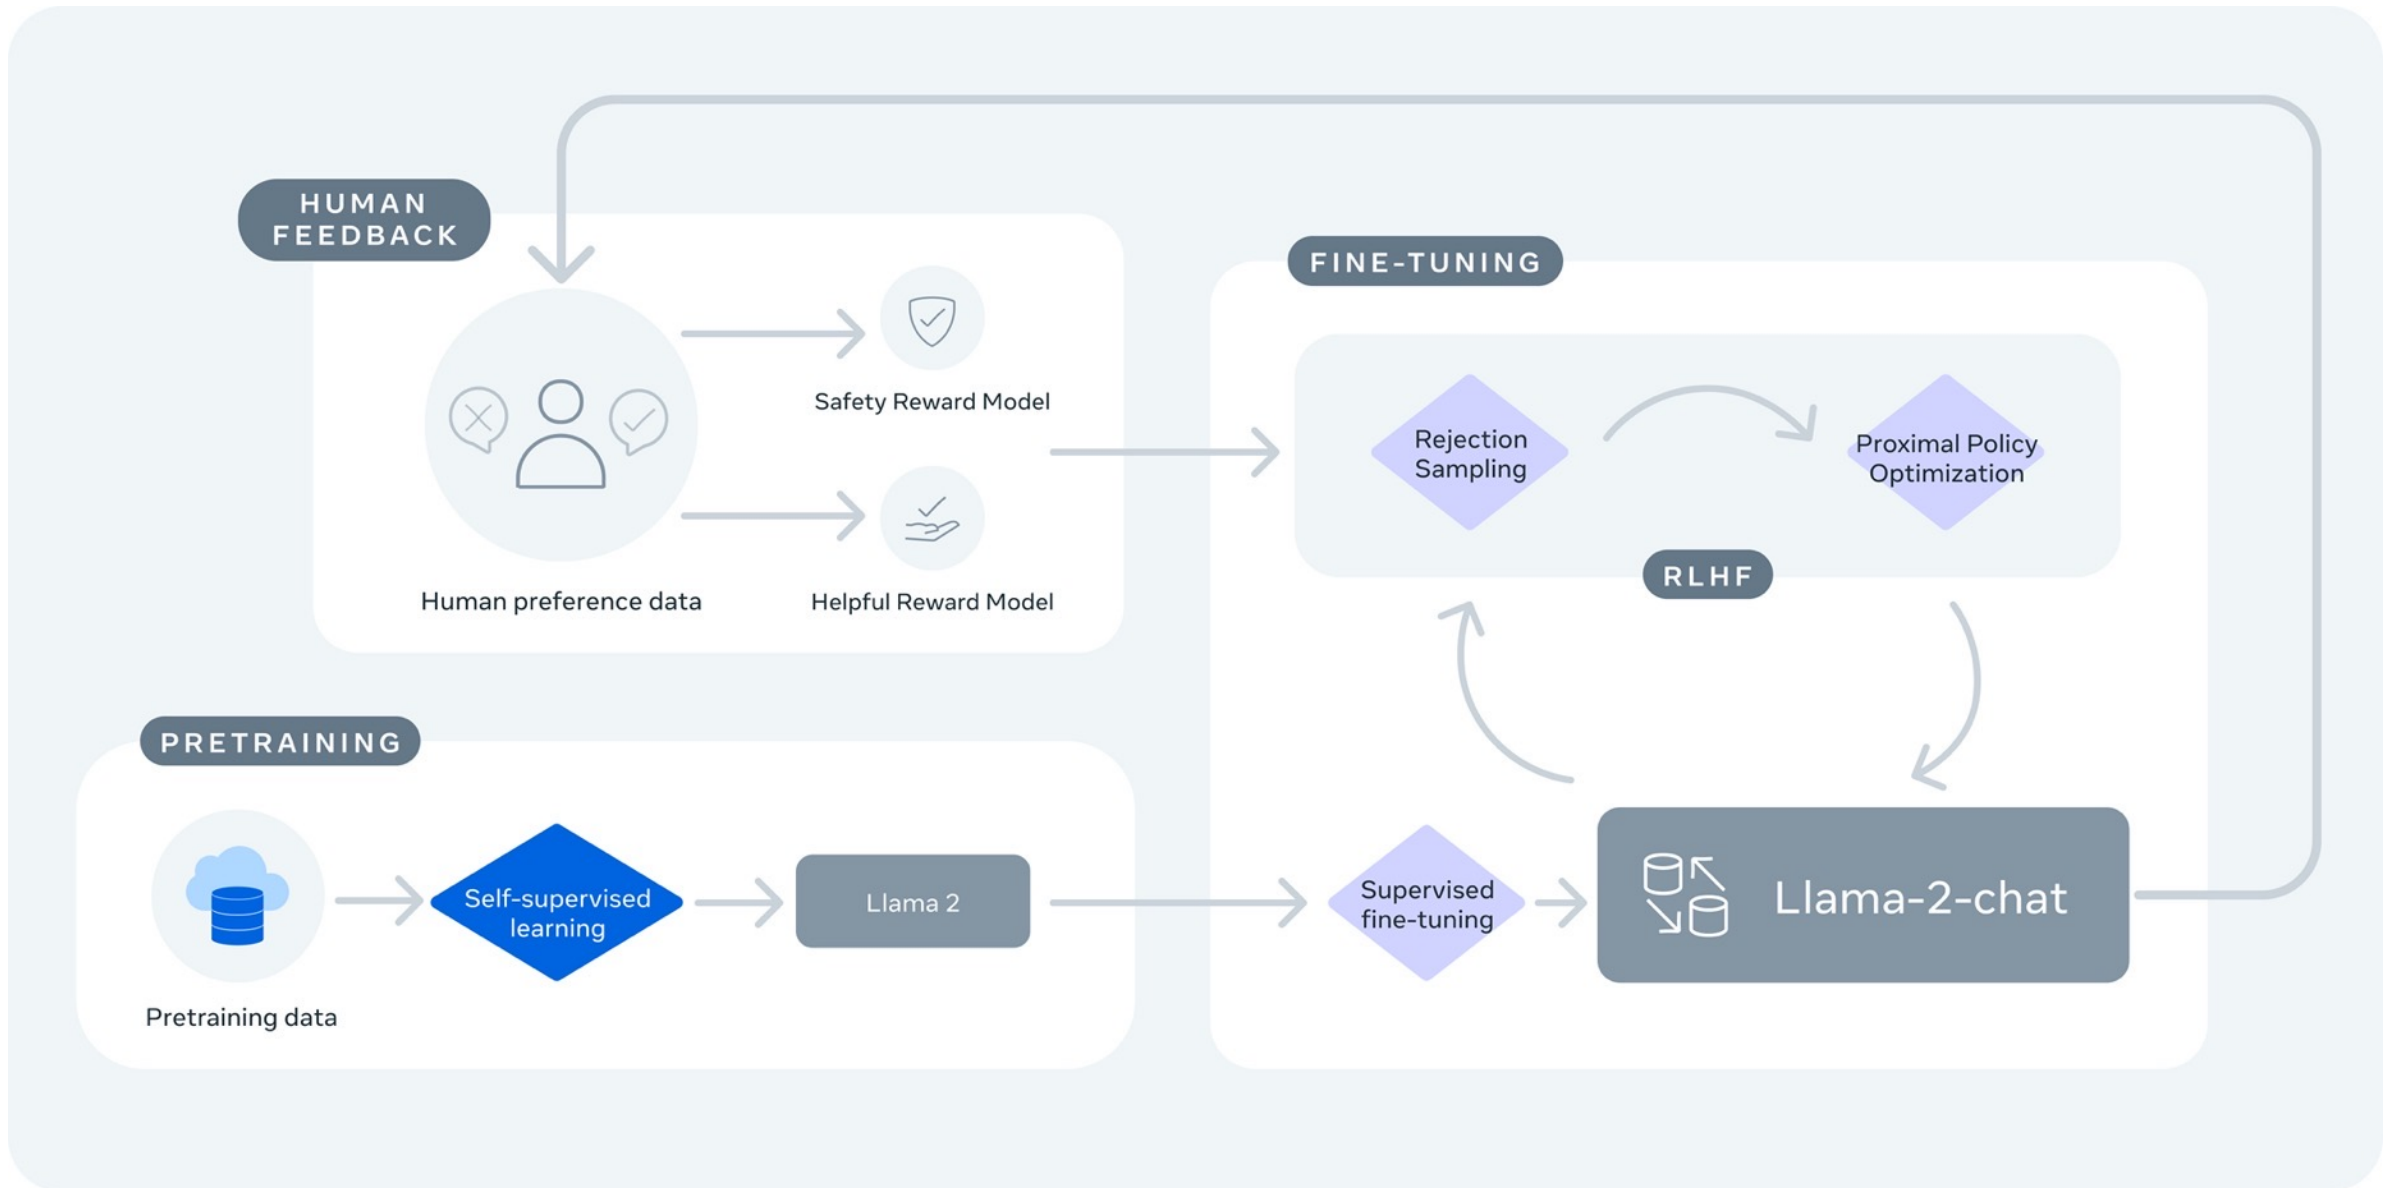 HUMAN
FEEDBACK
Safety Reward Model
Human preference data
Helpful Reward Model
FINE-TUNING
Rejection
Sampling
Proximal Policy
Optimization
RLHF
PRETRAINING
Pretraining data
Self-supervised
learning
Llama 2
Supervised
fine-tuning
Llama-2-chat